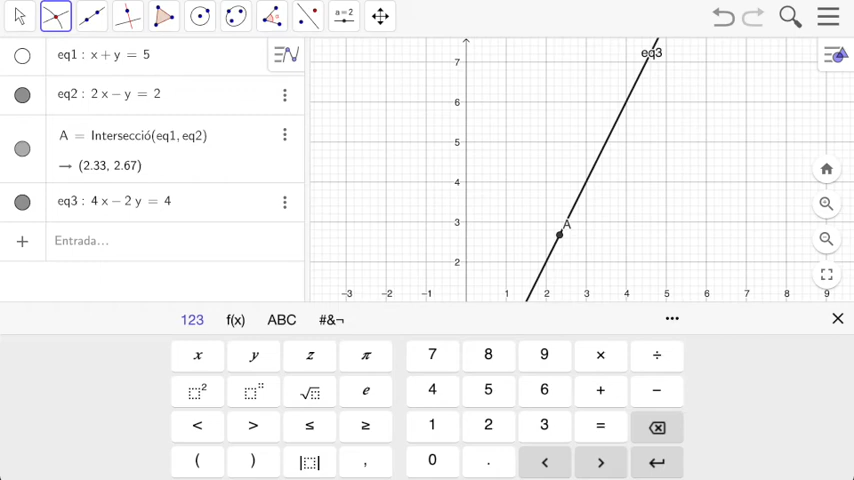 a = 2
eq1 : x + y = 5
eq2 : 2 x − y = 2
A = Intersecció(eq1, eq2)
→ (2.33, 2.67)
eq3 : 4 x − 2 y = 4
+ Entrada…
eq3
7
6
5
4
3
A
2
−3 −2 −1 1 2 3 4 5 6 7 8 9
123 f(x) ABC #&¬ •••
x y z π 7 8 9 × ÷
□² □^□ √□ e 4 5 6 + −
< > ≤ ≥ 1 2 3 =
( ) |□| , 0 . < >